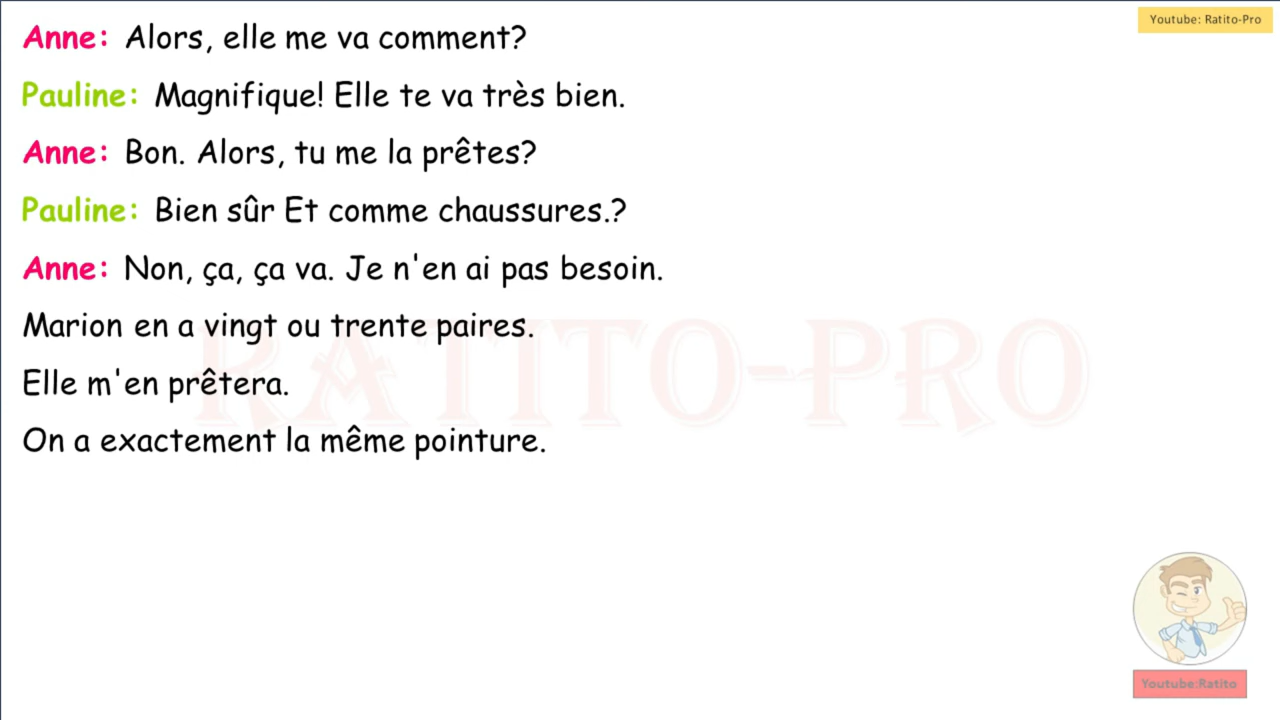 Youtube: Ratito-Pro
Anne: Alors, elle me va comment?
Pauline: Magnifique! Elle te va très bien.
Anne: Bon. Alors, tu me la prêtes?
Pauline: Bien sûr Et comme chaussures.?
Anne: Non, ça, ça va. Je n'en ai pas besoin.
Marion en a vingt ou trente paires.
Elle m'en prêtera.
On a exactement la même pointure.
RATITO-PRO
Youtube:Ratito